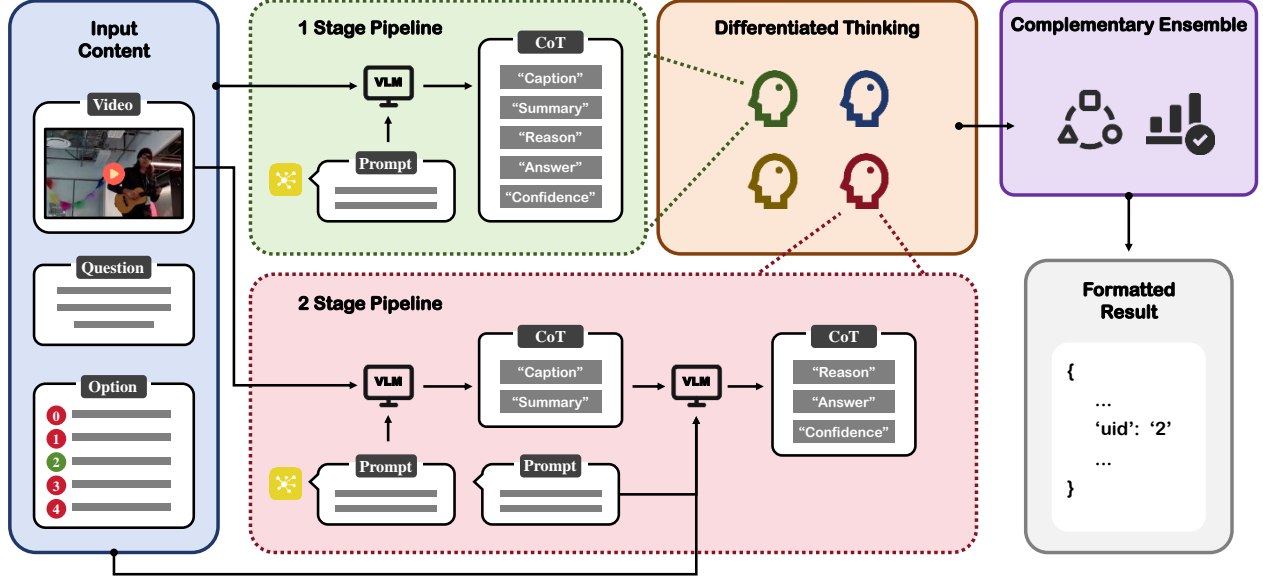 Input
Content
Video
Question
Option
0
1
2
3
4
1 Stage Pipeline
VLM
Prompt
CoT
“Caption”
“Summary”
“Reason”
“Answer”
“Confidence”
Differentiated Thinking
Complementary Ensemble
2 Stage Pipeline
VLM
Prompt
CoT
“Caption”
“Summary”
Prompt
VLM
CoT
“Reason”
“Answer”
“Confidence”
Formatted
Result
{
...
‘uid’: ‘2’
...
}